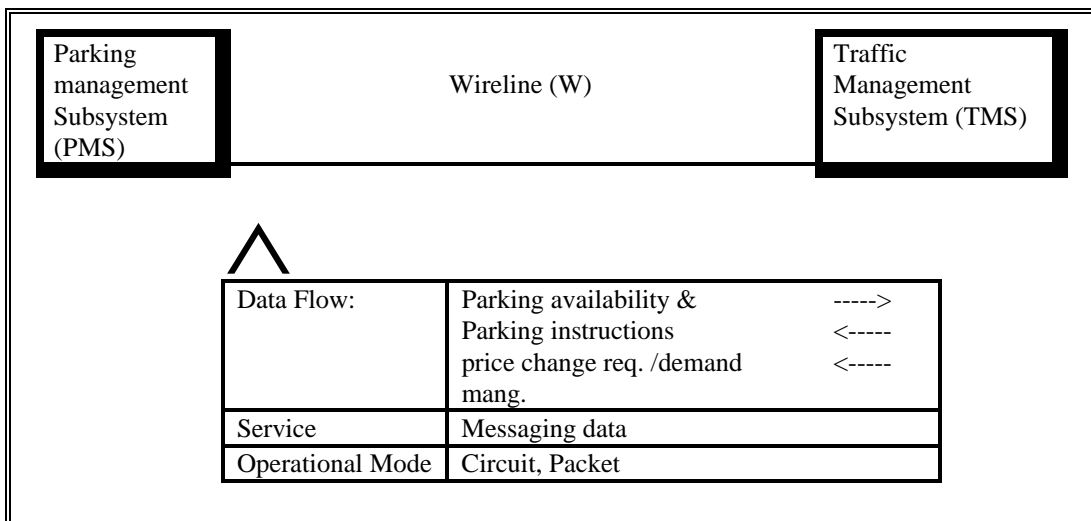 Parking
management
Subsystem
(PMS)
Wireline (W)
Traffic
Management
Subsystem (TMS)
Data Flow: Parking availability & ----->
Parking instructions <-----
price change req. /demand <-----
mang.
Service Messaging data
Operational Mode Circuit, Packet